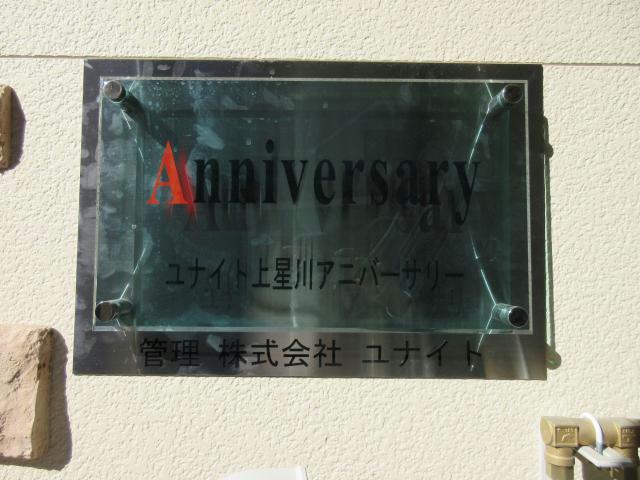 Anniversary
ユナイト上星川アニバーサリー
管理 株式会社 ユナイト